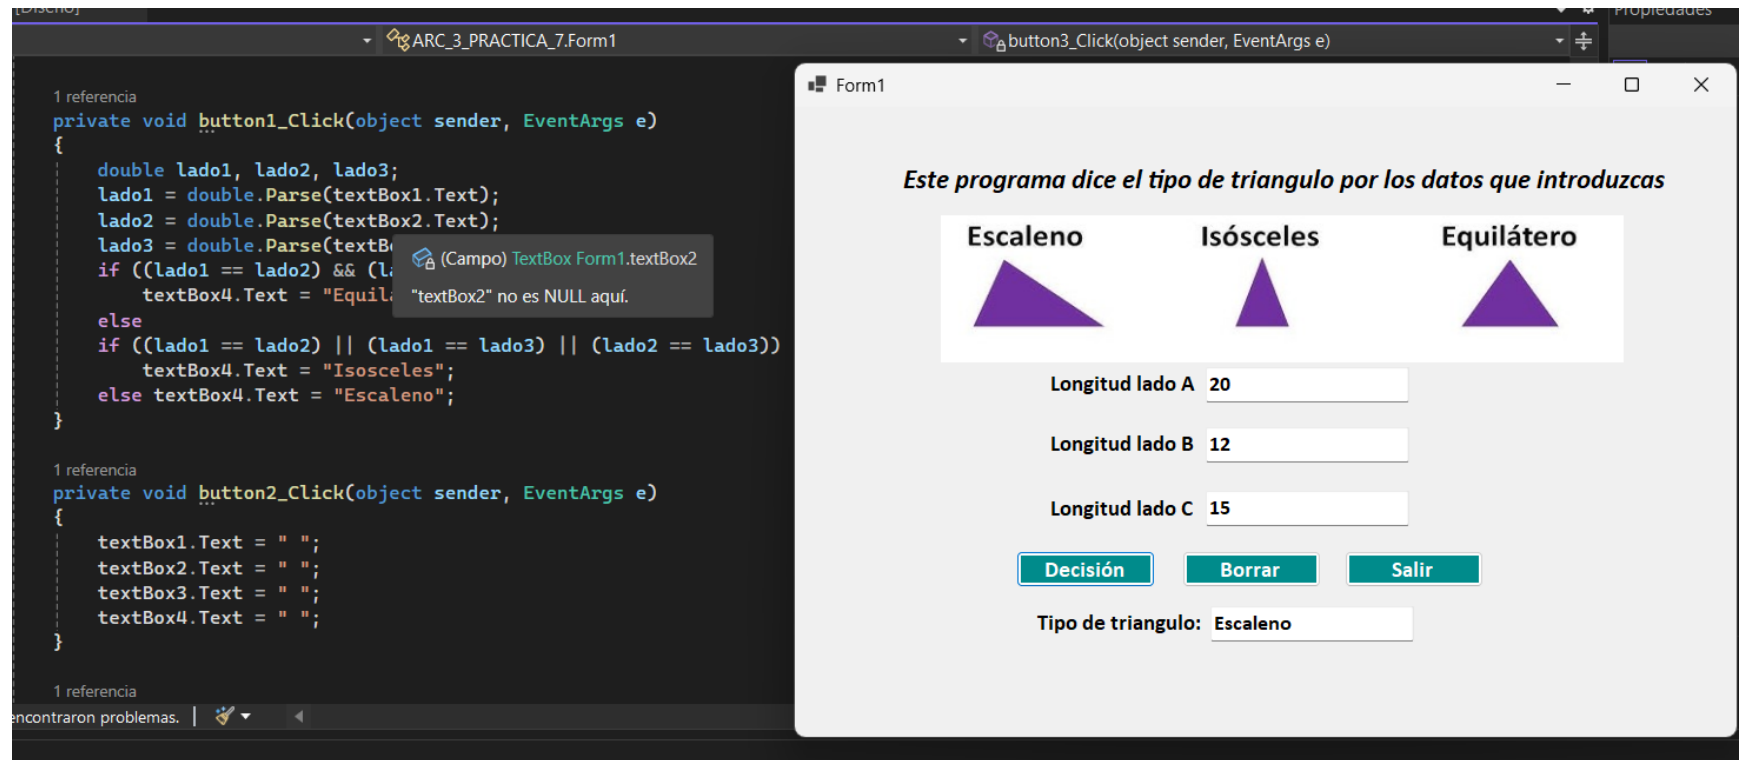 [Diseño]
Propiedades
ARC_3_PRACTICA_7.Form1
button3_Click(object sender, EventArgs e)
1 referencia
private void button1_Click(object sender, EventArgs e)
{
double lado1, lado2, lado3;
lado1 = double.Parse(textBox1.Text);
lado2 = double.Parse(textBox2.Text);
lado3 = double.Parse(textBo
if ((lado1 == lado2) && (la
textBox4.Text = "Equila
else
if ((lado1 == lado2) || (lado1 == lado3) || (lado2 == lado3))
textBox4.Text = "Isosceles";
else textBox4.Text = "Escaleno";
}
(Campo) TextBox Form1.textBox2
"textBox2" no es NULL aquí.
1 referencia
private void button2_Click(object sender, EventArgs e)
{
textBox1.Text = " ";
textBox2.Text = " ";
textBox3.Text = " ";
textBox4.Text = " ";
}
1 referencia
encontraron problemas.
Form1
Este programa dice el tipo de triangulo por los datos que introduzcas
Escaleno Isósceles Equilátero
Longitud lado A 20
Longitud lado B 12
Longitud lado C 15
Decisión Borrar Salir
Tipo de triangulo: Escaleno